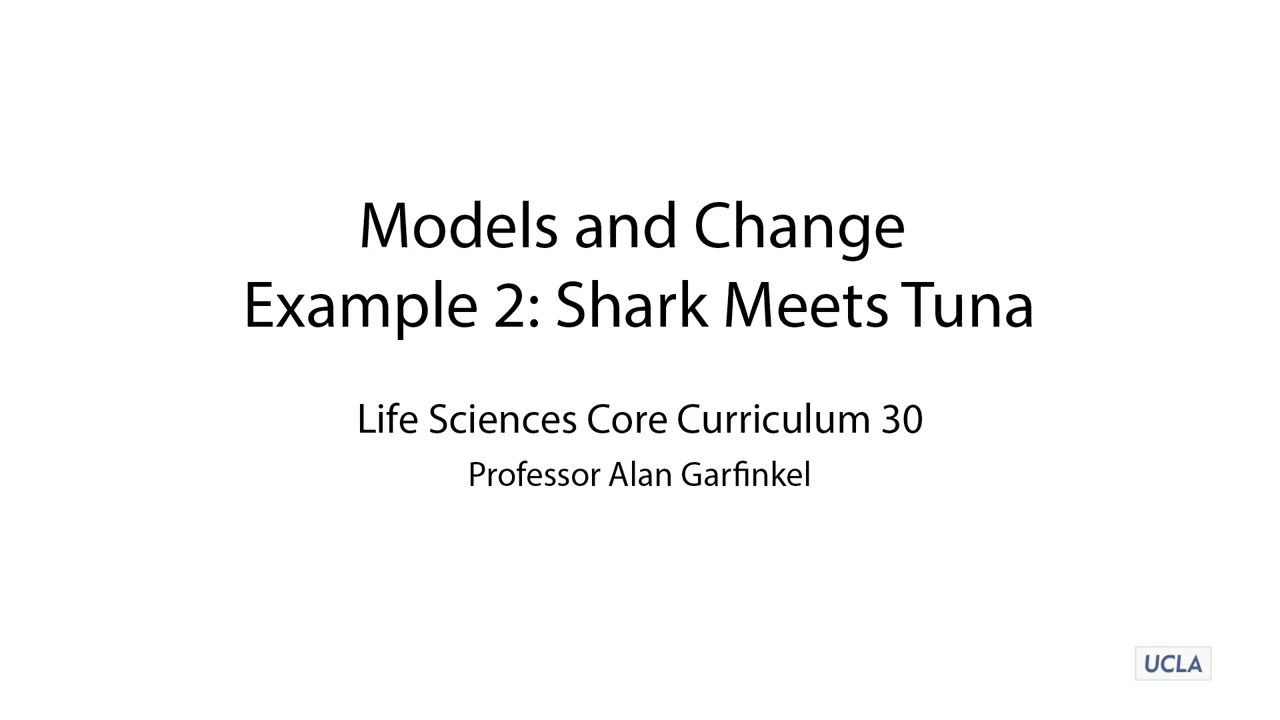 Models and Change
Example 2: Shark Meets Tuna
Life Sciences Core Curriculum 30
Professor Alan Garfinkel
UCLA